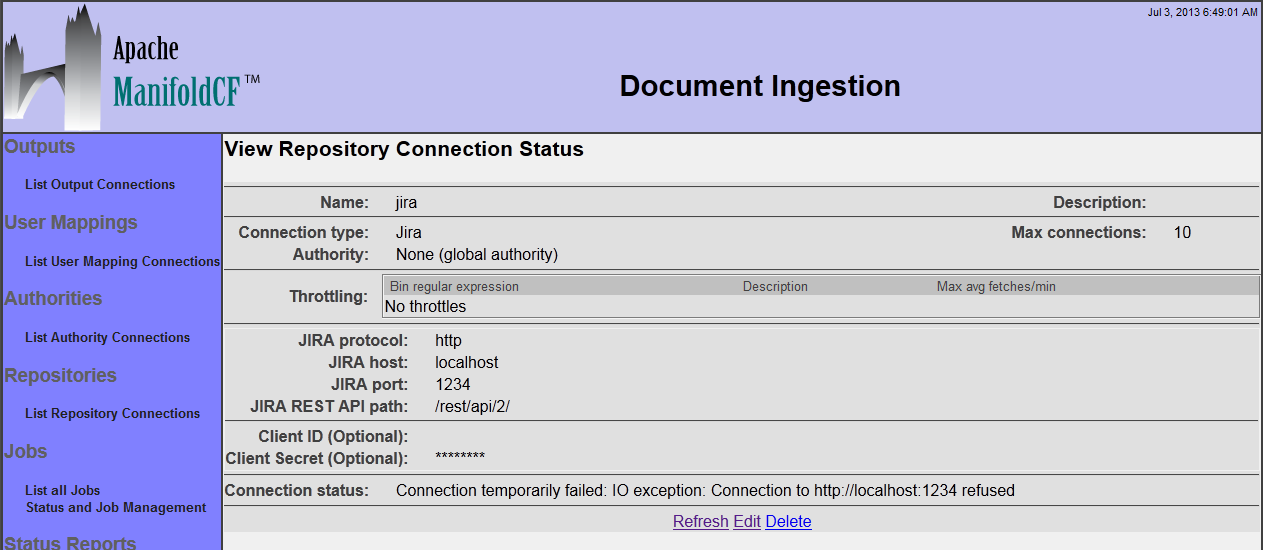 Jul 3, 2013 6:49:01 AM
Apache
ManifoldCF™
Document Ingestion
Outputs
List Output Connections
User Mappings
List User Mapping Connections
Authorities
List Authority Connections
Repositories
List Repository Connections
Jobs
List all Jobs
Status and Job Management
Status Reports
View Repository Connection Status
Name: jira Description:
Connection type: Jira Max connections: 10
Authority: None (global authority)
Throttling: Bin regular expression Description Max avg fetches/min
No throttles
JIRA protocol: http
JIRA host: localhost
JIRA port: 1234
JIRA REST API path: /rest/api/2/
Client ID (Optional):
Client Secret (Optional): ********
Connection status: Connection temporarily failed: IO exception: Connection to http://localhost:1234 refused
Refresh Edit Delete